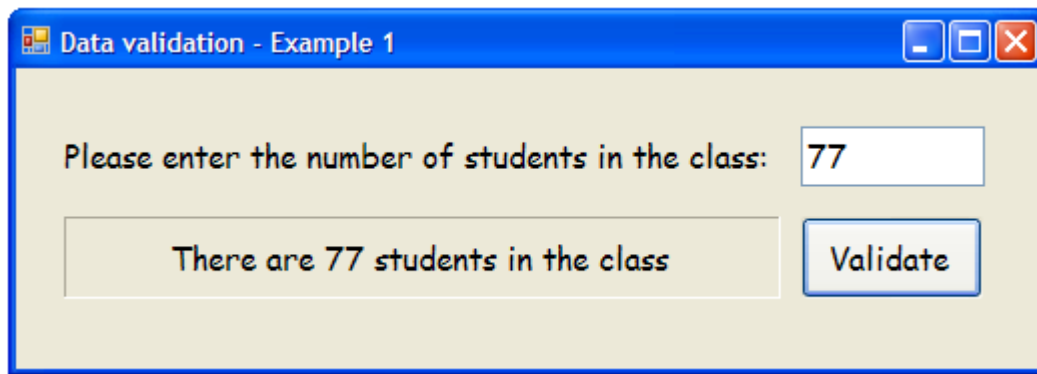 Data validation - Example 1
Please enter the number of students in the class: 77
There are 77 students in the class
Validate